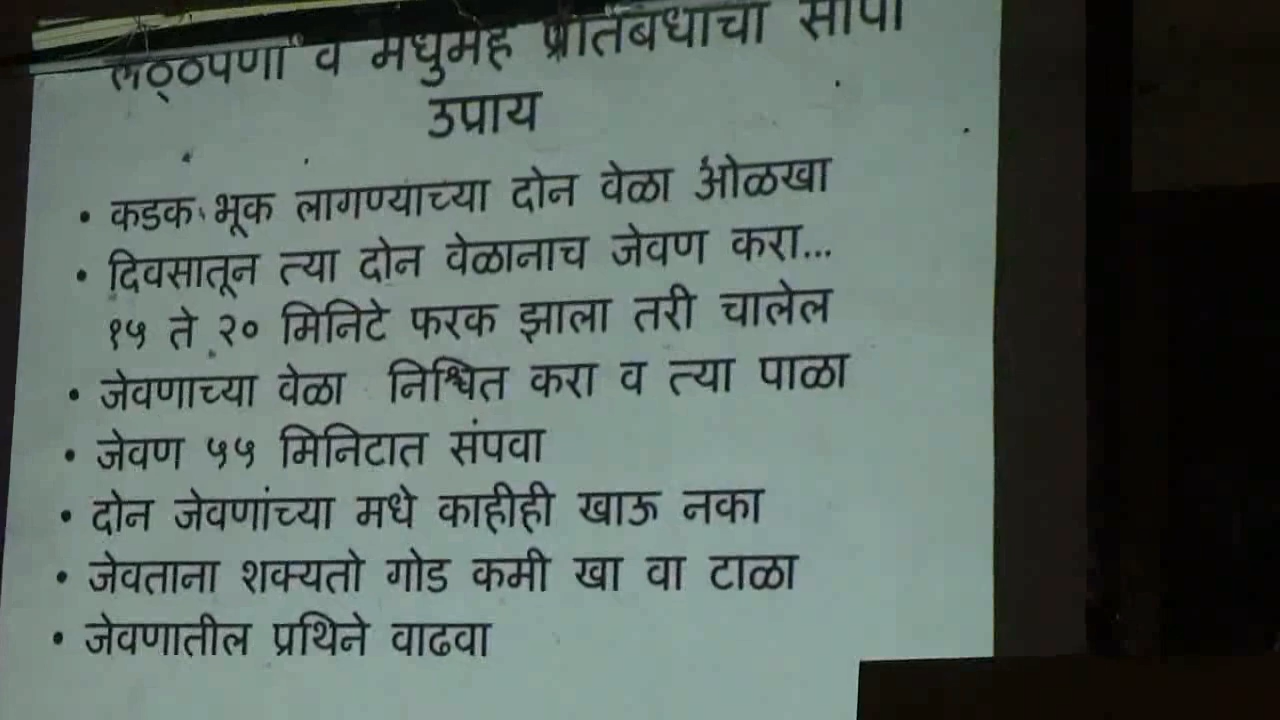 लठ्ठपणा व मधुमेह प्रतिबंधाचा सोपा
उपाय
• कडक भूक लागण्याच्या दोन वेळा ओळखा
• दिवसातून त्या दोन वेळानाच जेवण करा...
१५ ते २० मिनिटे फरक झाला तरी चालेल
• जेवणाच्या वेळा निश्चित करा व त्या पाळा
• जेवण ५५ मिनिटात संपवा
• दोन जेवणांच्या मधे काहीही खाऊ नका
• जेवताना शक्यतो गोड कमी खा वा टाळा
• जेवणातील प्रथिने वाढवा